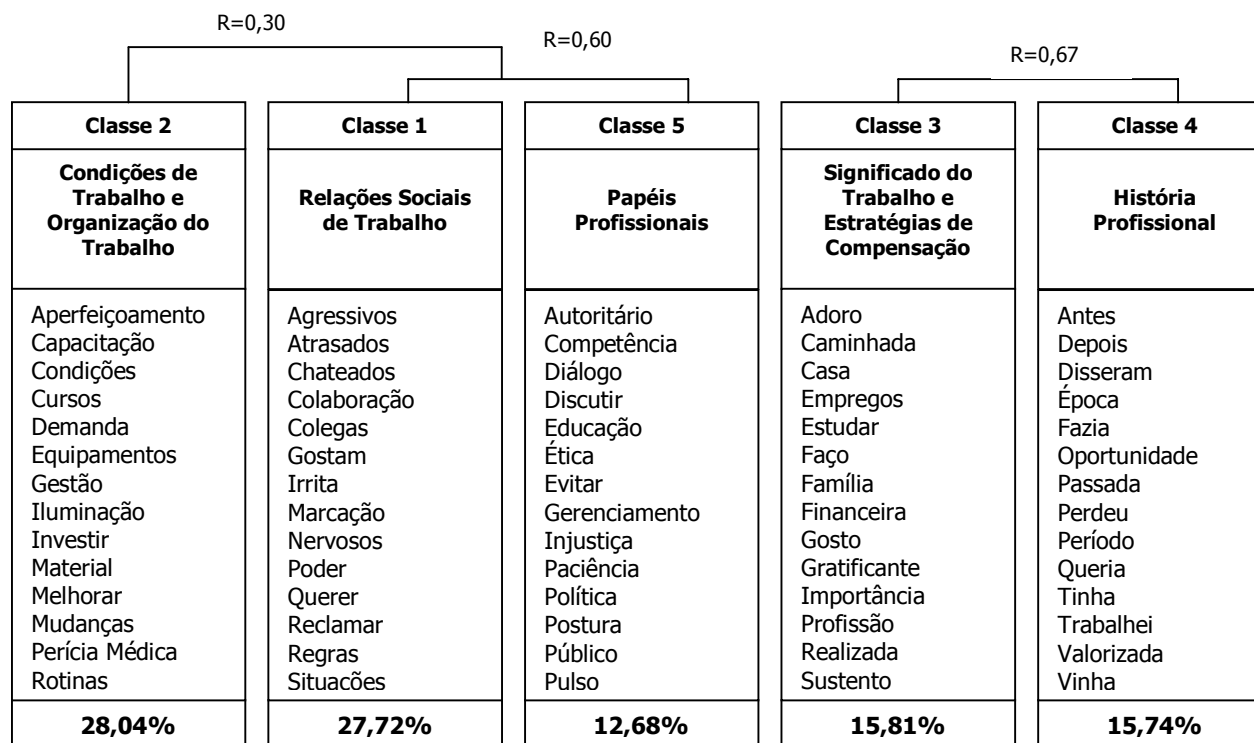 R=0,30
R=0,60
R=0,67
Classe 2
Condições de
Trabalho e
Organização do
Trabalho
Aperfeiçoamento
Capacitação
Condições
Cursos
Demanda
Equipamentos
Gestão
Iluminação
Investir
Material
Melhorar
Mudanças
Perícia Médica
Rotinas
28,04%
Classe 1
Relações Sociais
de Trabalho
Agressivos
Atrasados
Chateados
Colaboração
Colegas
Gostam
Irrita
Marcação
Nervosos
Poder
Querer
Reclamar
Regras
Situacões
27,72%
Classe 5
Papéis
Profissionais
Autoritário
Competência
Diálogo
Discutir
Educação
Ética
Evitar
Gerenciamento
Injustiça
Paciência
Política
Postura
Público
Pulso
12,68%
Classe 3
Significado do
Trabalho e
Estratégias de
Compensação
Adoro
Caminhada
Casa
Empregos
Estudar
Faço
Família
Financeira
Gosto
Gratificante
Importância
Profissão
Realizada
Sustento
15,81%
Classe 4
História
Profissional
Antes
Depois
Disseram
Época
Fazia
Oportunidade
Passada
Perdeu
Período
Queria
Tinha
Trabalhei
Valorizada
Vinha
15,74%